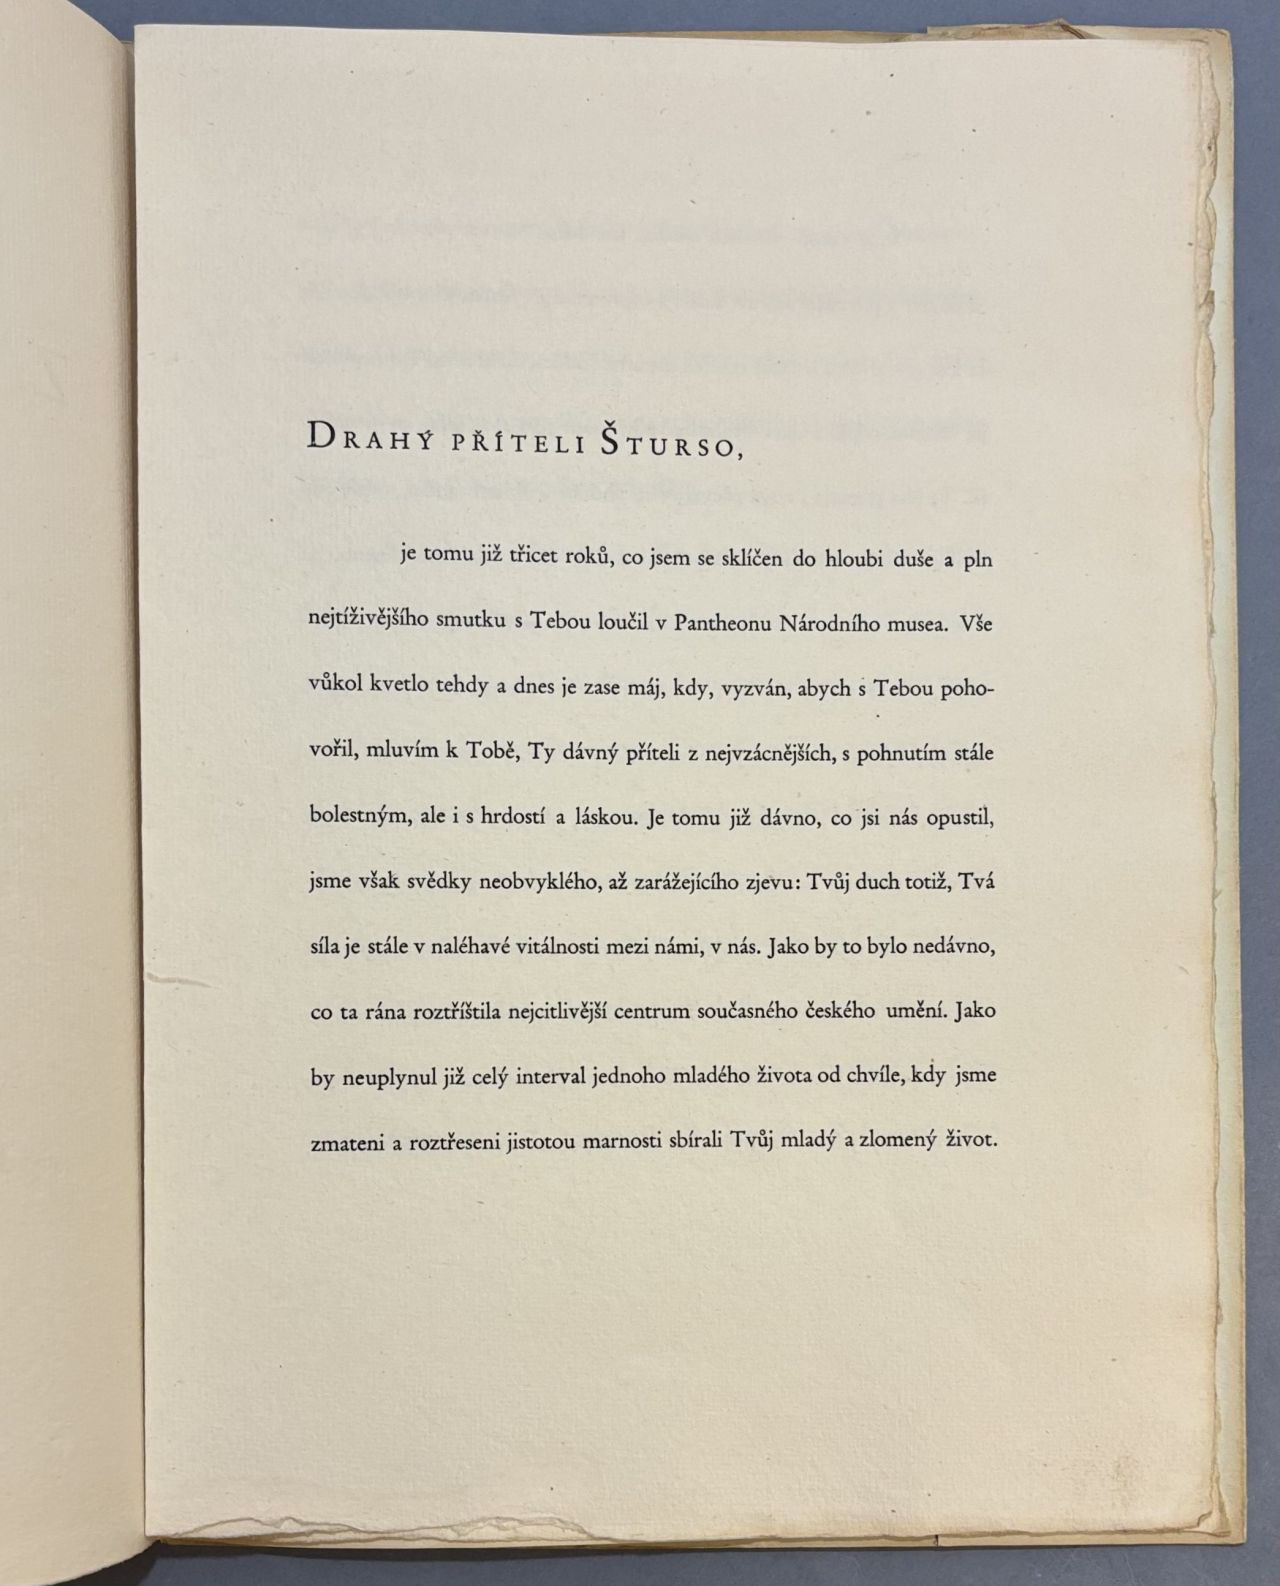 Drahý příteli Šturso,
je tomu již třicet roků, co jsem se sklíčen do hloubi duše a pln
nejtíživějšího smutku s Tebou loučil v Pantheonu Národního musea. Vše
vůkol kvetlo tehdy a dnes je zase máj, kdy, vyzván, abych s Tebou poho-
vořil, mluvím k Tobě, Ty dávný příteli z nejvzácnějších, s pohnutím stále
bolestným, ale i s hrdostí a láskou. Je tomu již dávno, co jsi nás opustil,
jsme však svědky neobvyklého, až zarážejícího zjevu: Tvůj duch totiž, Tvá
síla je stále v naléhavé vitálnosti mezi námi, v nás. Jako by to bylo nedávno,
co ta rána roztříštila nejcitlivější centrum současného českého umění. Jako
by neuplynul již celý interval jednoho mladého života od chvíle, kdy jsme
zmateni a roztřeseni jistotou marnosti sbírali Tvůj mladý a zlomený život.